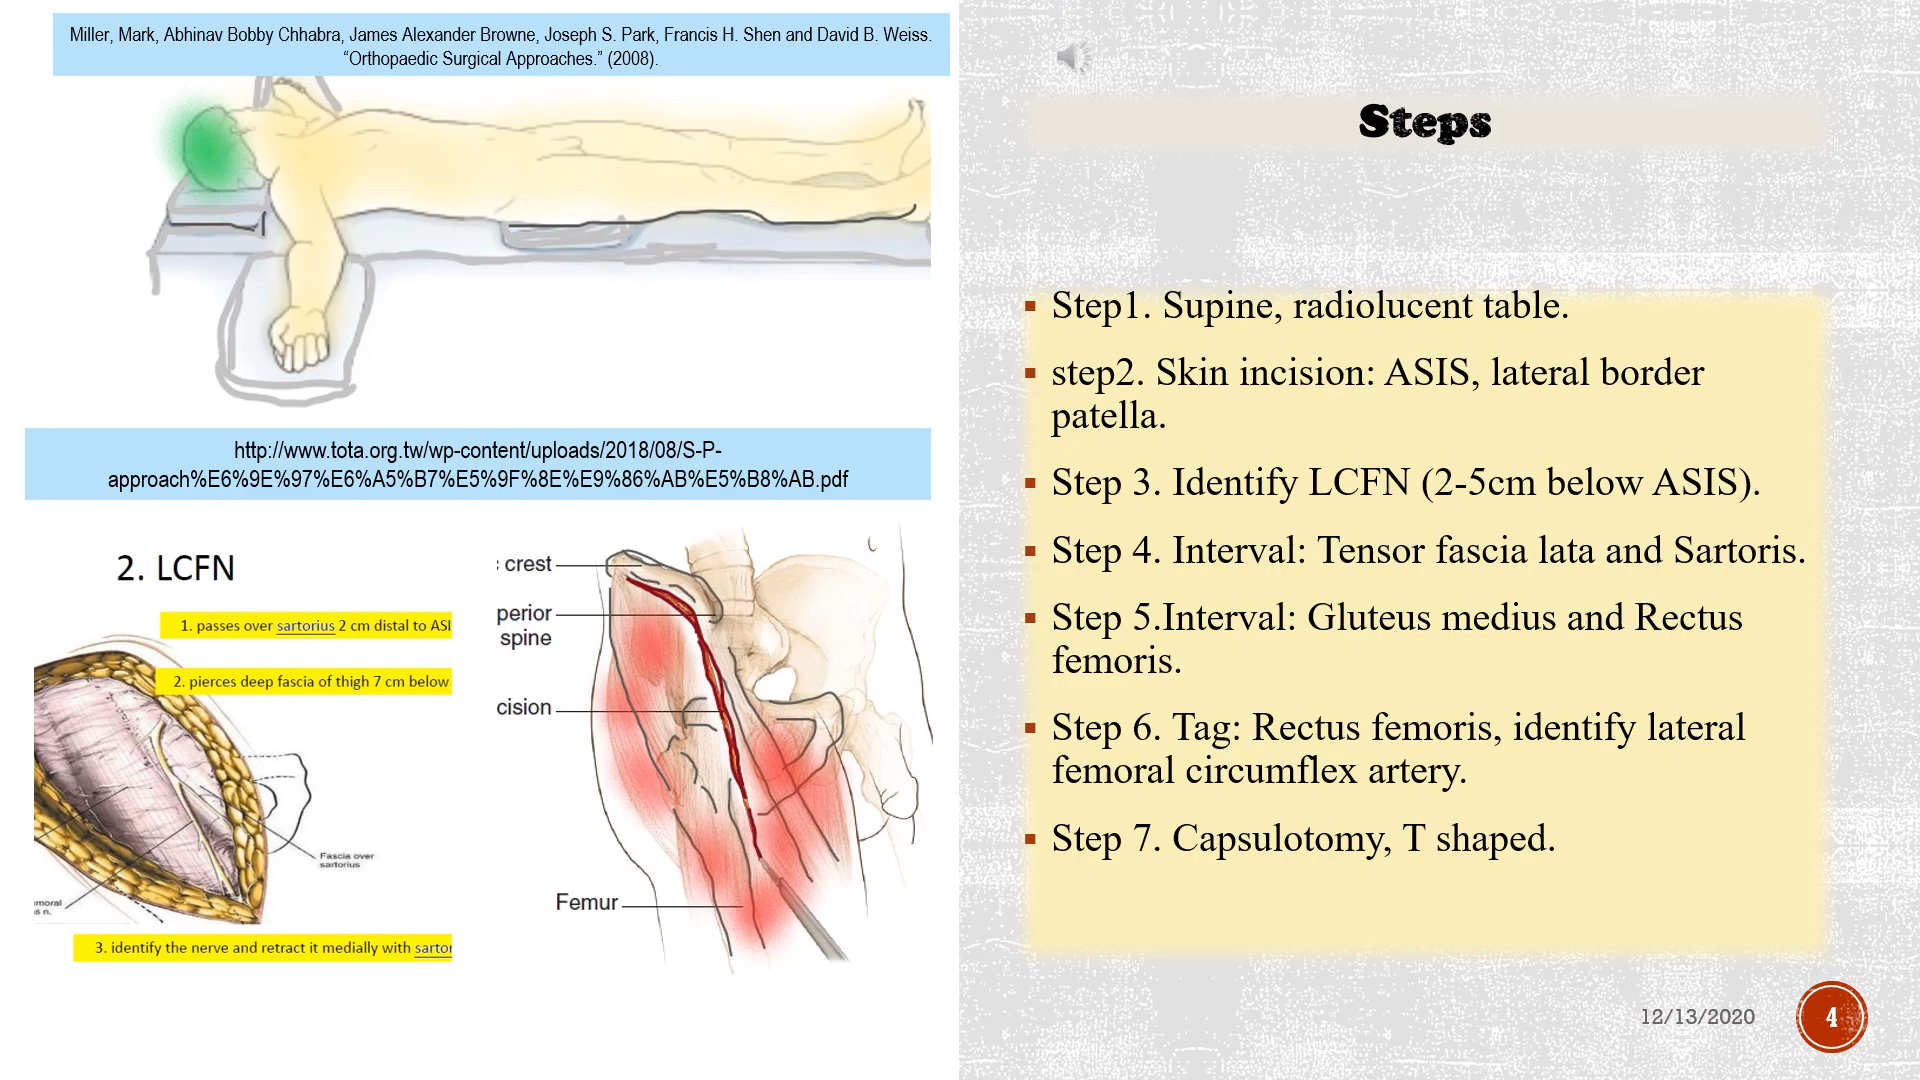 Miller, Mark, Abhinav Bobby Chhabra, James Alexander Browne, Joseph S. Park, Francis H. Shen and David B. Weiss.
“Orthopaedic Surgical Approaches.” (2008).
http://www.tota.org.tw/wp-content/uploads/2018/08/S-P-
approach%E6%9E%97%E6%A5%B7%E5%9F%8E%E9%86%AB%E5%B8%AB.pdf
2. LCFN
1. passes over sartorius 2 cm distal to ASI
2. pierces deep fascia of thigh 7 cm below
Fascia over
sartorius
moral
s n.
3. identify the nerve and retract it medially with sartor
crest
perior
spine
cision
Femur
Steps
Step1. Supine, radiolucent table.
step2. Skin incision: ASIS, lateral border
patella.
Step 3. Identify LCFN (2-5cm below ASIS).
Step 4. Interval: Tensor fascia lata and Sartoris.
Step 5.Interval: Gluteus medius and Rectus
femoris.
Step 6. Tag: Rectus femoris, identify lateral
femoral circumflex artery.
Step 7. Capsulotomy, T shaped.
12/13/2020
4